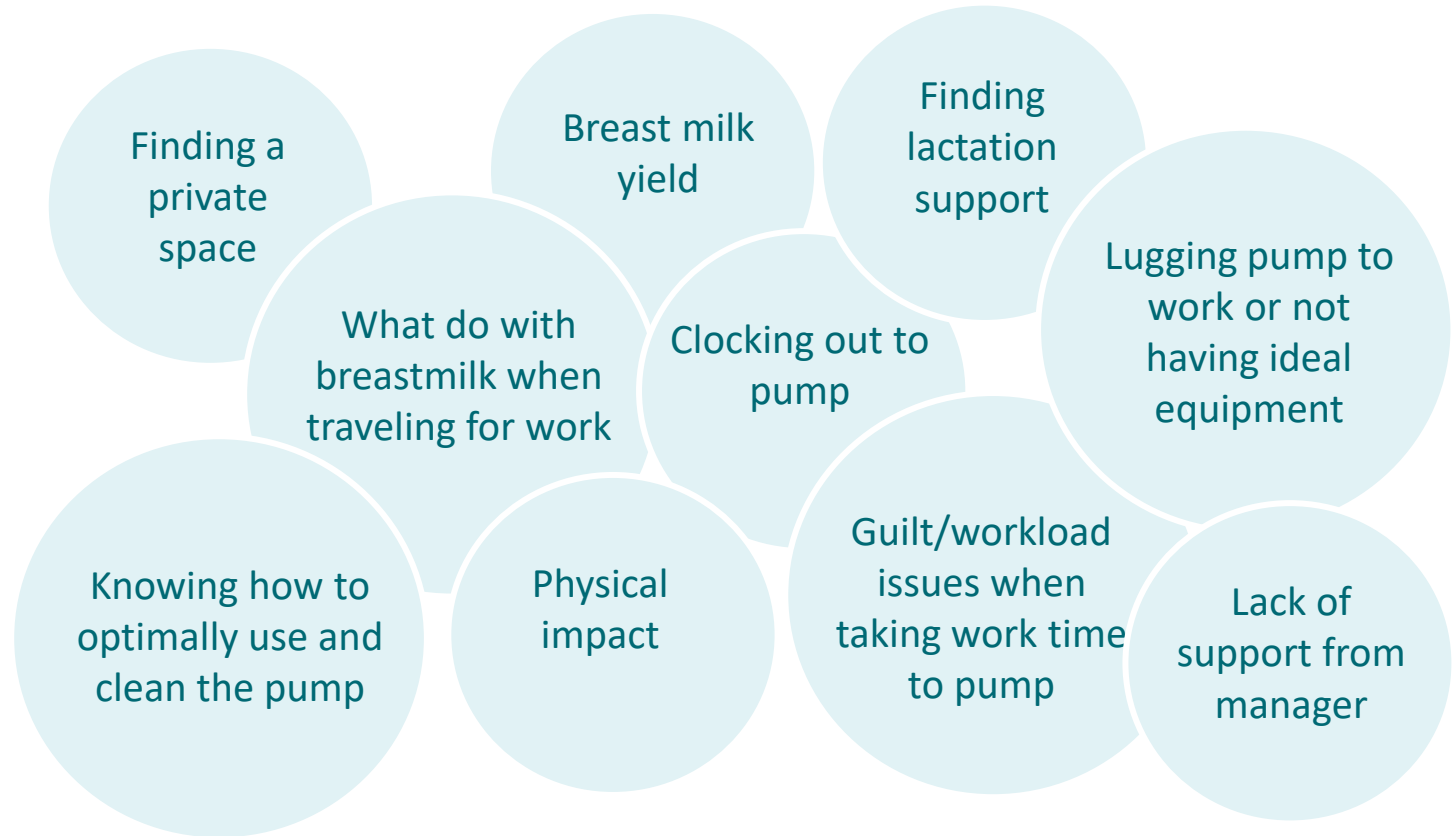 Finding a
private
space
Breast milk
yield
Finding
lactation
support
Lugging pump to
work or not
having ideal
equipment
What do with
breastmilk when
traveling for work
Clocking out to
pump
Knowing how to
optimally use and
clean the pump
Physical
impact
Guilt/workload
issues when
taking work time
to pump
Lack of
support from
manager